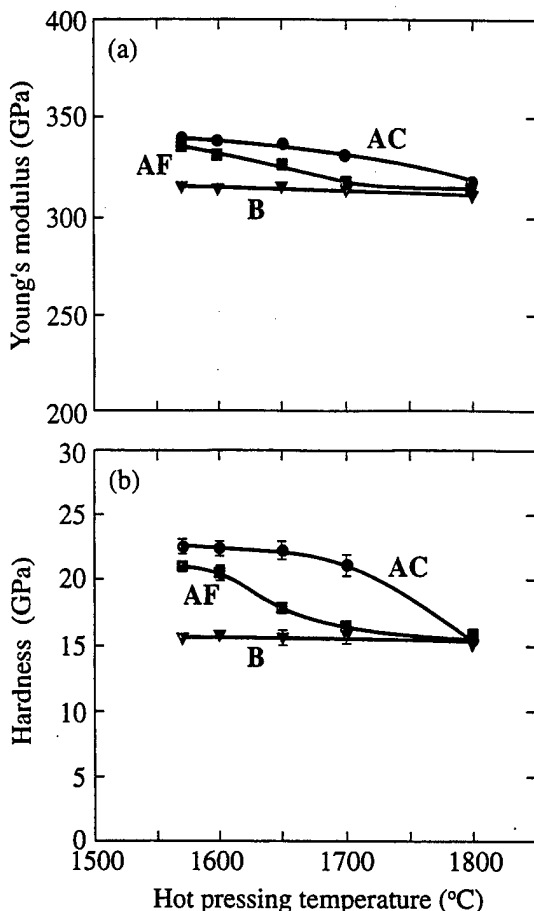 400
(a)
350
AC
AF
300
B
250
200
Young's modulus (GPa)
30
(b)
25
AC
20
AF
15
B
10
5
0
Hardness (GPa)
1500 1600 1700 1800
Hot pressing temperature (°C)